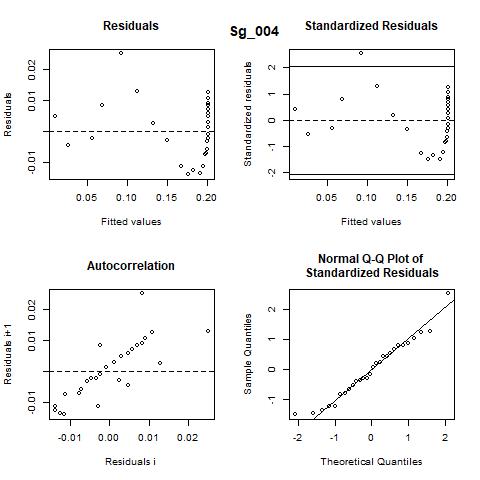 Sg_004
Residuals
Residuals
-0.01
0.01
0.02
0.05
0.10
0.15
0.20
Fitted values
Standardized Residuals
Standardized residuals
-2
-1
0
1
2
0.05
0.10
0.15
0.20
Fitted values
Autocorrelation
Residuals i+1
-0.01
0.01
0.02
-0.01
0.00
0.01
0.02
Residuals i
Normal Q-Q Plot of
Standardized Residuals
Sample Quantiles
-1
0
1
2
-2
-1
0
1
2
Theoretical Quantiles